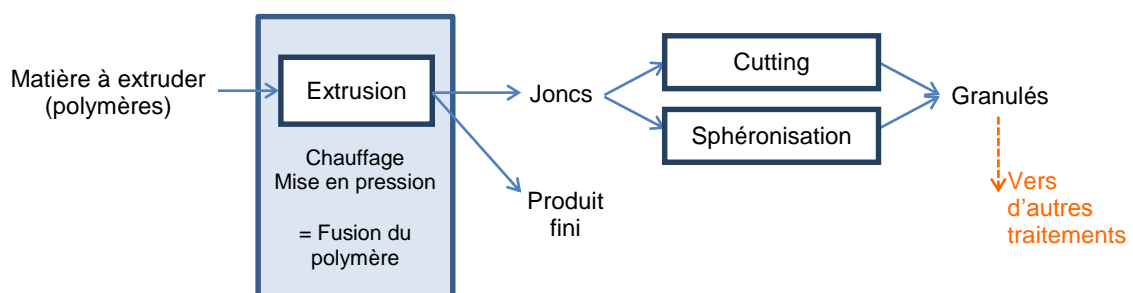 Matière à extruder
(polymères)
Extrusion
Chauffage
Mise en pression
= Fusion du
polymère
Joncs
Produit
fini
Cutting
Sphéronisation
Granulés
Vers
d’autres
traitements